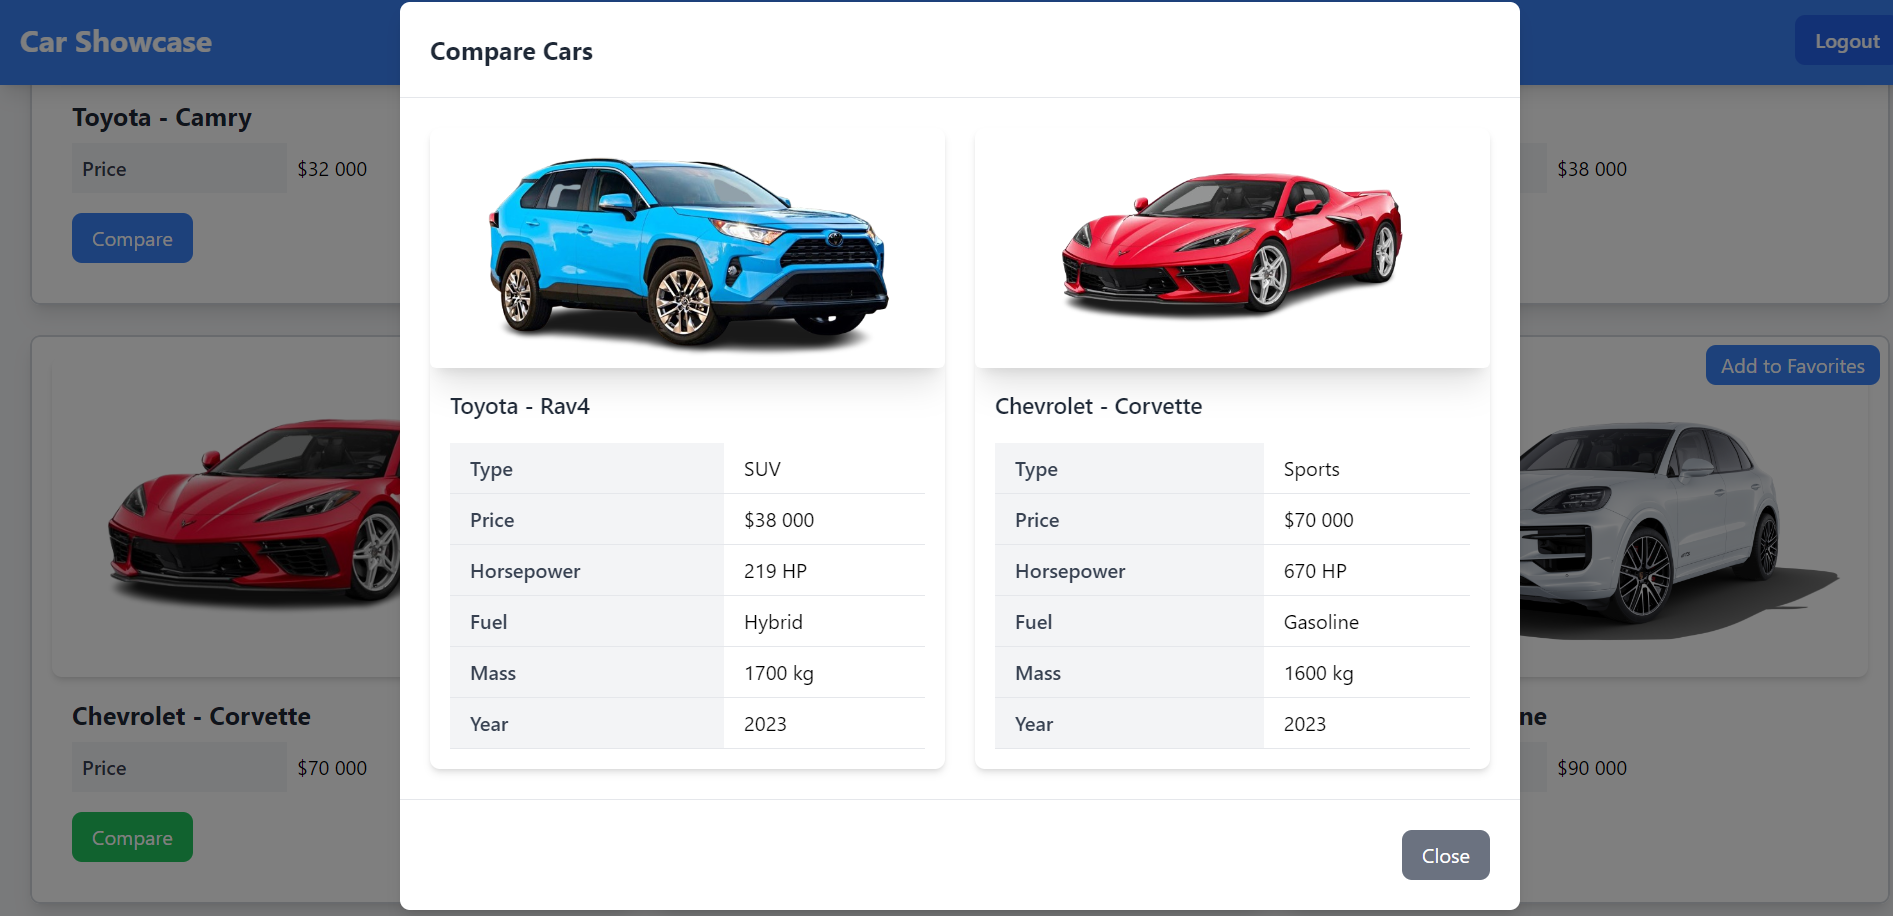 Car Showcase
Logout
Toyota - Camry
Price $32 000
Compare
$38 000
Add to Favorites
Chevrolet - Corvette
Price $70 000
Compare
ne
$90 000
Compare Cars
Toyota - Rav4
Type SUV
Price $38 000
Horsepower 219 HP
Fuel Hybrid
Mass 1700 kg
Year 2023
Chevrolet - Corvette
Type Sports
Price $70 000
Horsepower 670 HP
Fuel Gasoline
Mass 1600 kg
Year 2023
Close